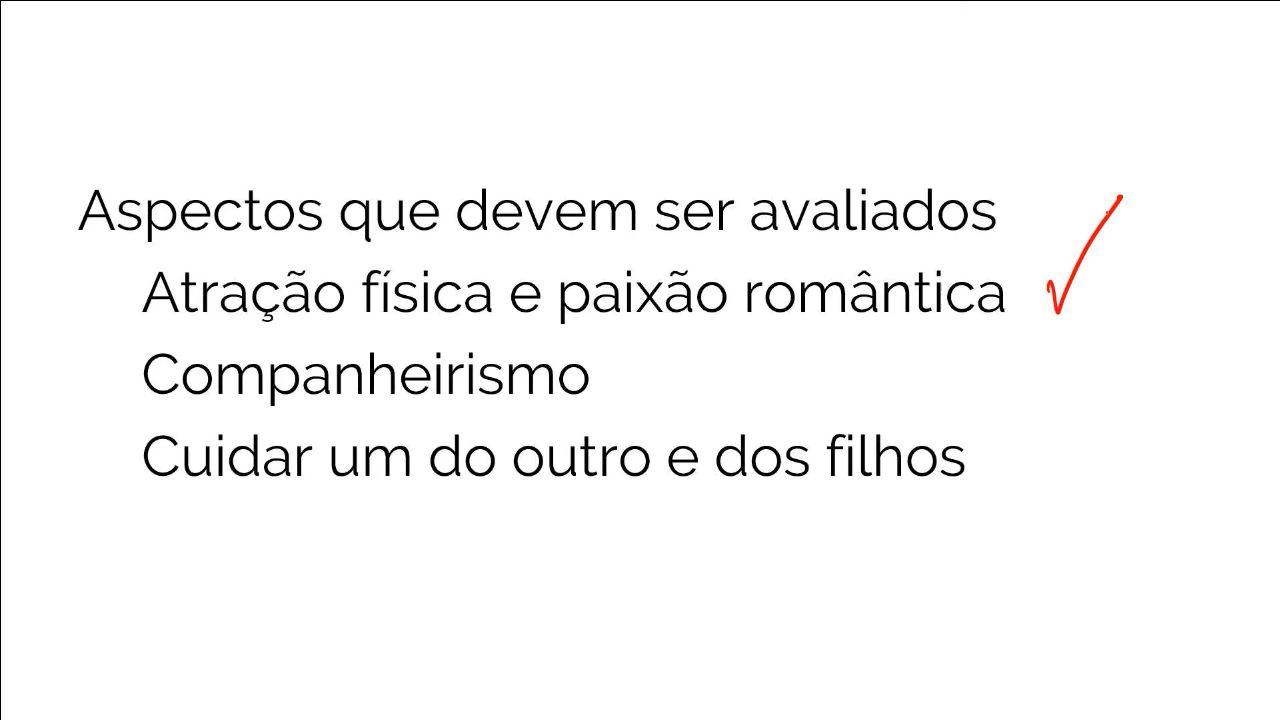 Aspectos que devem ser avaliados
Atração física e paixão romântica
Companheirismo
Cuidar um do outro e dos filhos